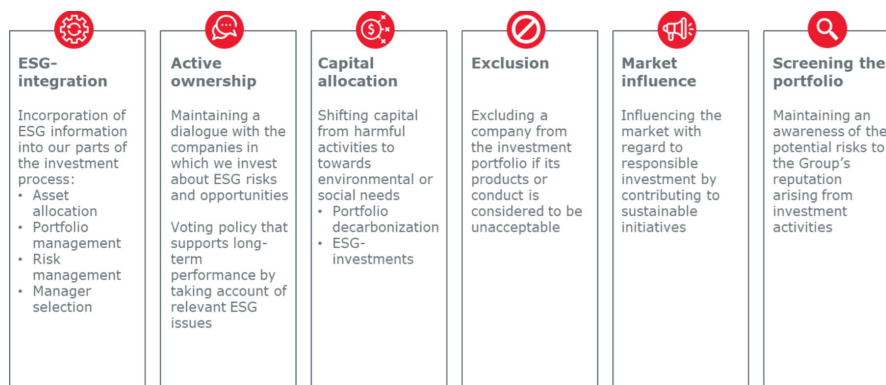 ESG-
integration
Incorporation of
ESG information
into our parts of
the investment
process:
• Asset
allocation
• Portfolio
management
• Risk
management
• Manager
selection
Active
ownership
Maintaining a
dialogue with the
companies in
which we invest
about ESG risks
and opportunities
Voting policy that
supports long-
term
performance by
taking account of
relevant ESG
issues
Capital
allocation
Shifting capital
from harmful
activities to
towards
environmental or
social needs
• Portfolio
decarbonization
• ESG-
investments
Exclusion
Excluding a
company from
the investment
portfolio if its
products or
conduct is
considered to be
unacceptable
Market
influence
Influencing the
market with
regard to
responsible
investment by
contributing to
sustainable
initiatives
Screening the
portfolio
Maintaining an
awareness of the
potential risks to
the Group's
reputation
arising from
investment
activities